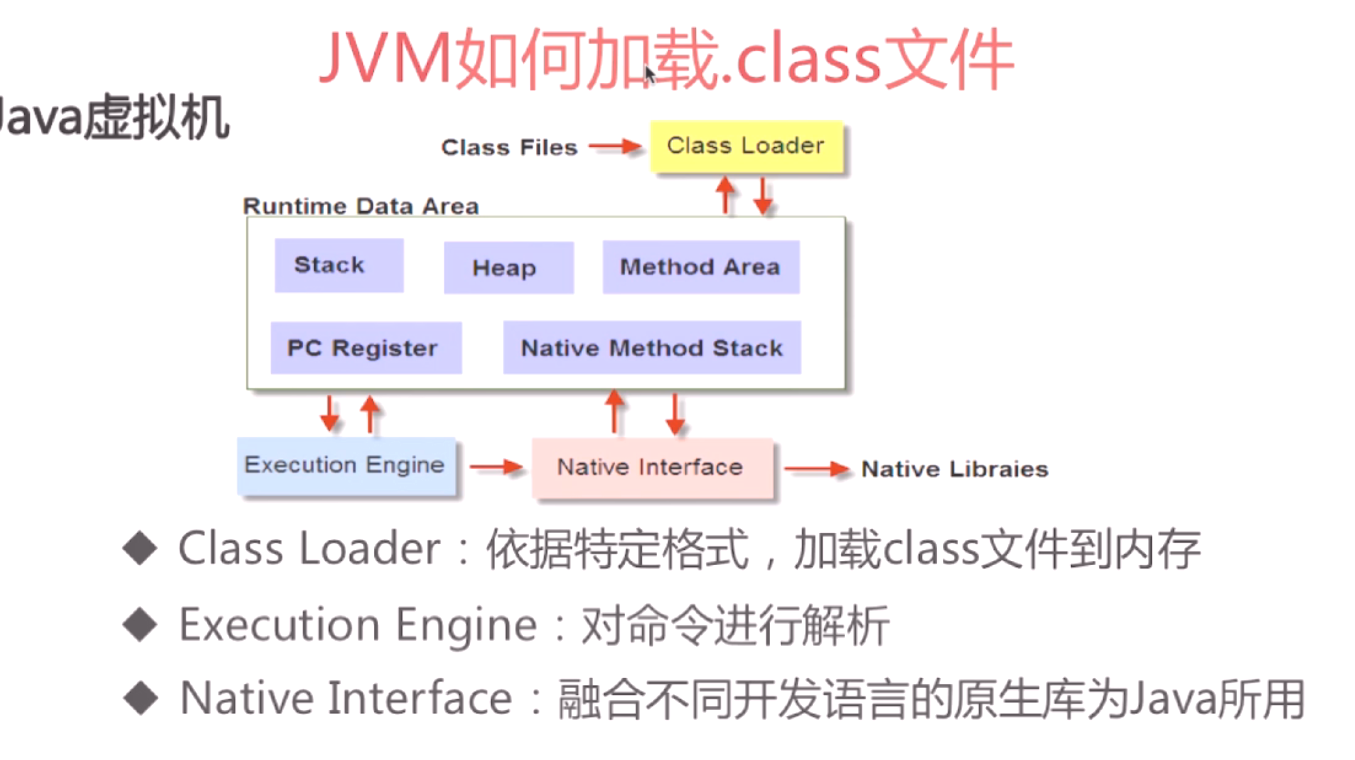 JVM如何加载.class文件
Java虚拟机
Class Files
Class Loader
Runtime Data Area
Stack
Heap
Method Area
PC Register
Native Method Stack
Execution Engine
Native Interface
Native Libraies
Class Loader：依据特定格式，加载class文件到内存
Execution Engine：对命令进行解析
Native Interface：融合不同开发语言的原生库为Java所用